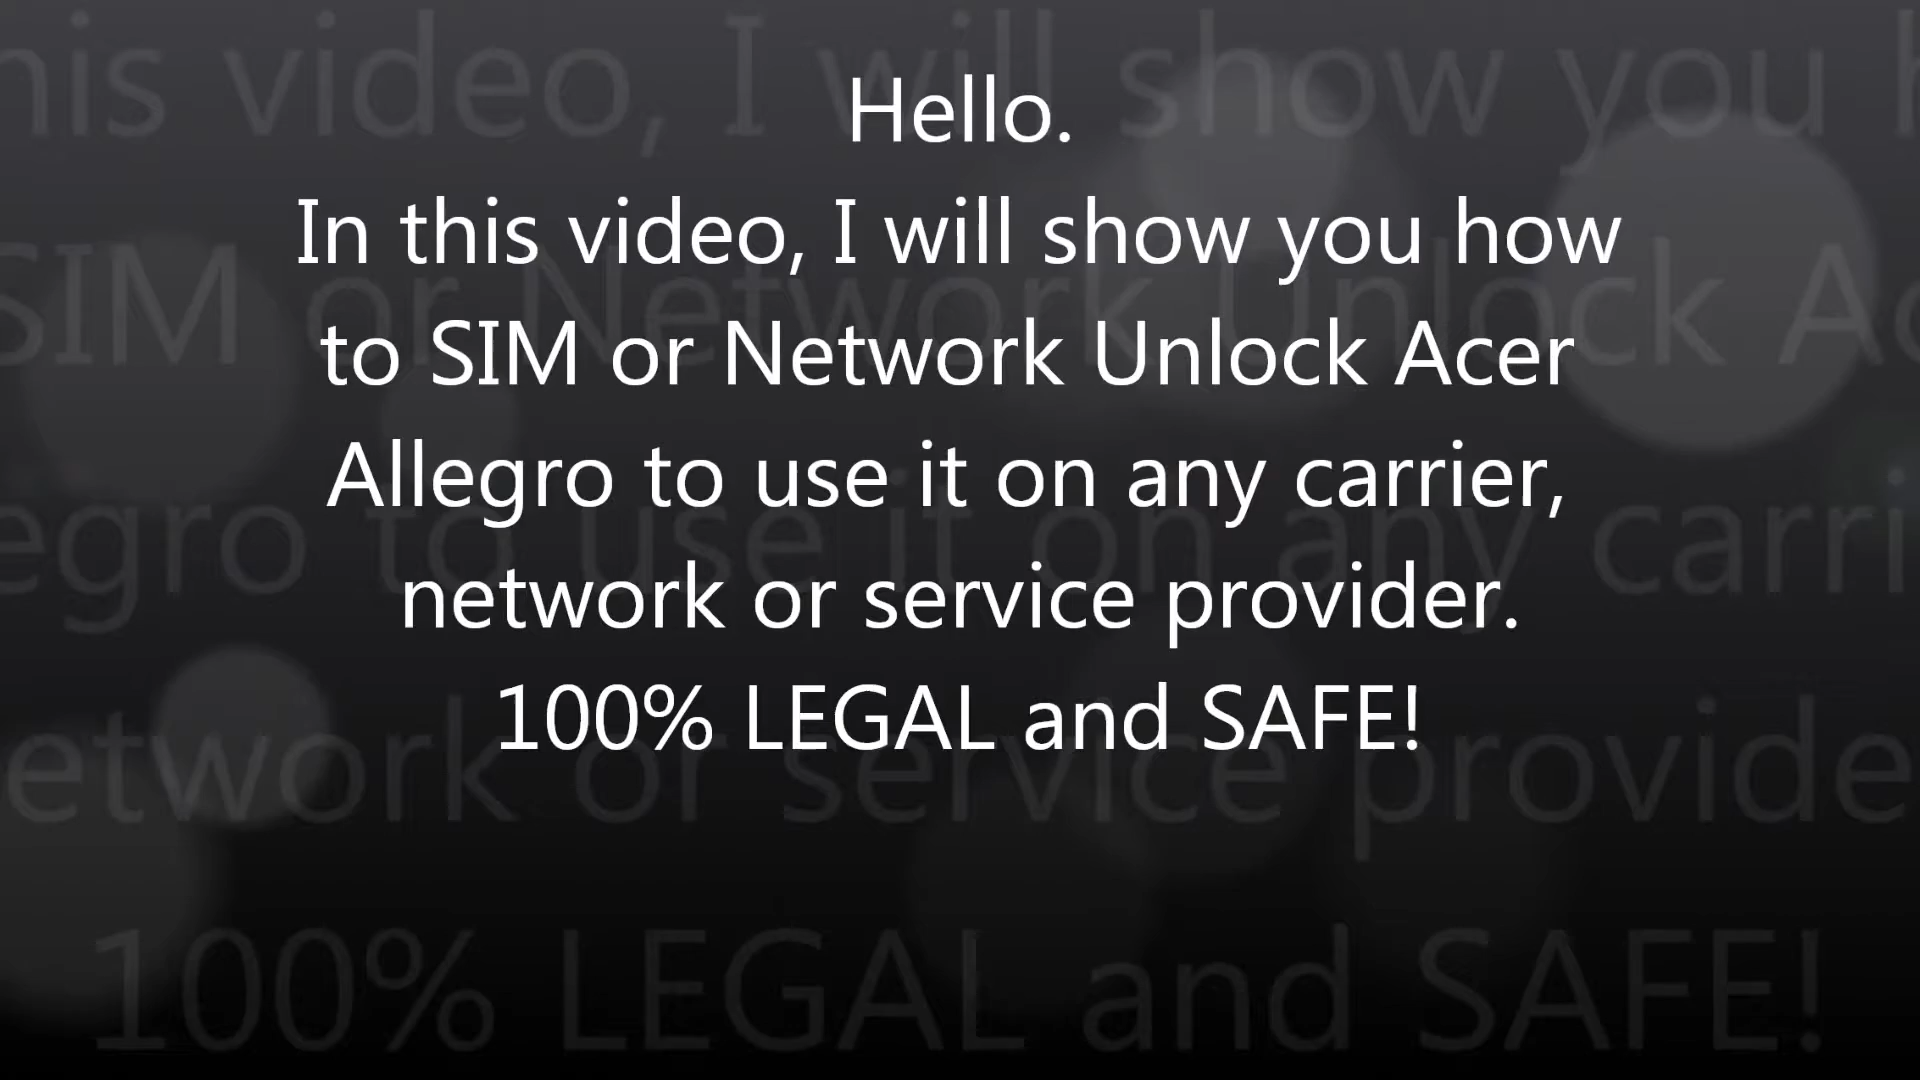 Hello.
In this video, I will show you how
to SIM or Network Unlock Acer
Allegro to use it on any carrier,
network or service provider.
100% LEGAL and SAFE!